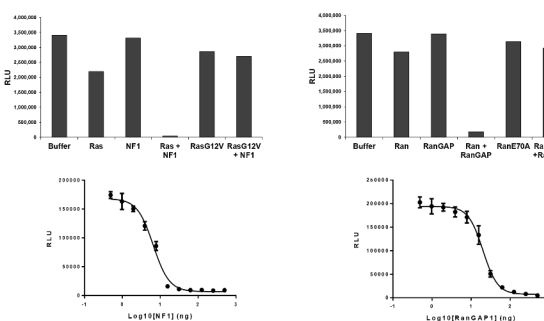 4,000,000
3,500,000
3,000,000
2,500,000
2,000,000
1,500,000
1,000,000
500,000
0
RLU
Buffer Ras NF1 Ras + NF1 RasG12V RasG12V + NF1
4,000,000
3,500,000
3,000,000
2,500,000
2,000,000
1,500,000
1,000,000
500,000
0
RLU
Buffer Ran RanGAP Ran + RanGAP RanE70A
200000
150000
100000
50000
0
RLU
-1 0 1 2 3
Log10[NF1] (ng)
250000
200000
150000
100000
50000
0
RLU
-1 0 1 2
Log10[RanGAP1] (ng)